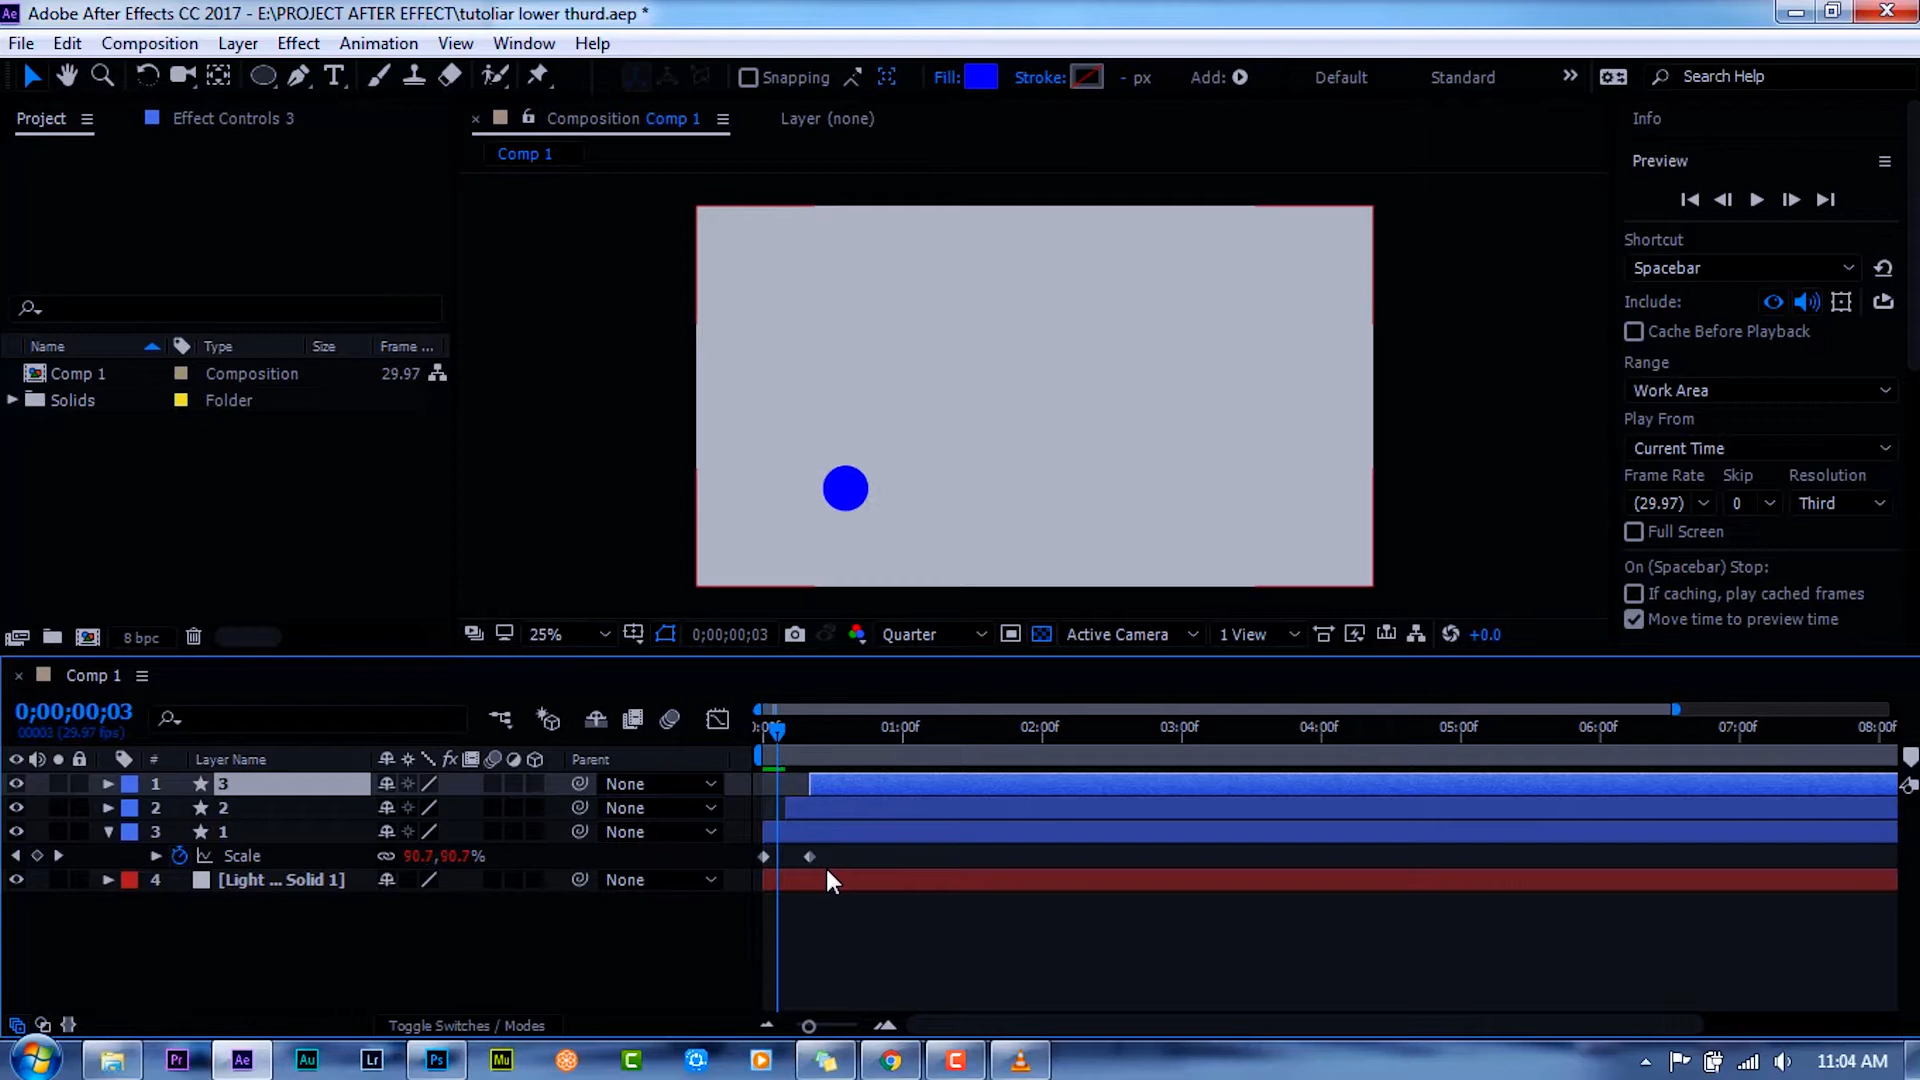 Adobe After Effects CC 2017 - E:\PROJECT AFTER EFFECT\tutoliar lower thurd.aep *
File Edit Composition Layer Effect Animation View Window Help
Snapping Fill: Stroke: - px Add: Default Standard Search Help
Project Effect Controls 3 Composition Comp 1 Layer (none) Info
Comp 1
Preview
Shortcut
Spacebar
Include:
Cache Before Playback
Name Type Size Frame ...
Comp 1 Composition 29.97
Solids Folder
Range
Work Area
Play From
Current Time
Frame Rate Skip Resolution
(29.97) 0 Third
Full Screen
On (Spacebar) Stop:
If caching, play cached frames
Move time to preview time
8 bpc 25% 0;00;00;03 Quarter Active Camera 1 View +0.0
Comp 1
0;00;00;03
00003 (29.97 fps)
01:00f 02:00f 03:00f 04:00f 05:00f 06:00f 07:00f 08:00f
# Layer Name fx Parent
1 3 None
2 2 None
3 1 None
Scale 90.7,90.7%
4 [Light ... Solid 1] None
Toggle Switches / Modes
Pr Ae Au Lr Ps Mu C C 11:04 AM